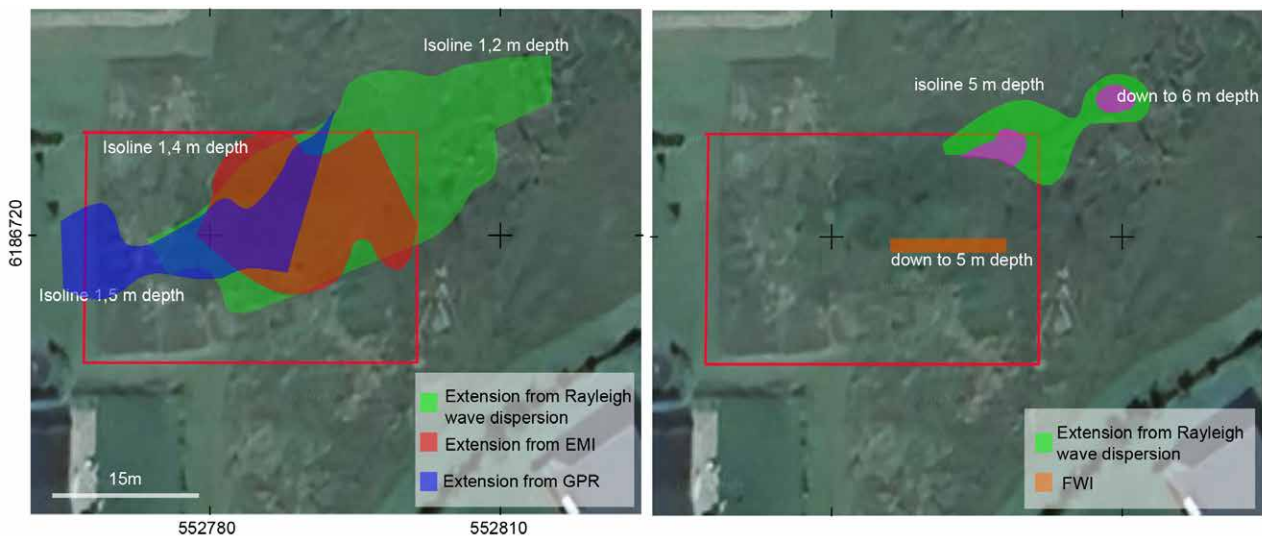 Isoline 1,2 m depth
Isoline 1,4 m depth
Isoline 1,5 m depth
6186720
Extension from Rayleigh
wave dispersion
Extension from EMI
Extension from GPR
15m
552780
552810
isoline 5 m depth
down to 6 m depth
down to 5 m depth
Extension from Rayleigh
wave dispersion
FWI